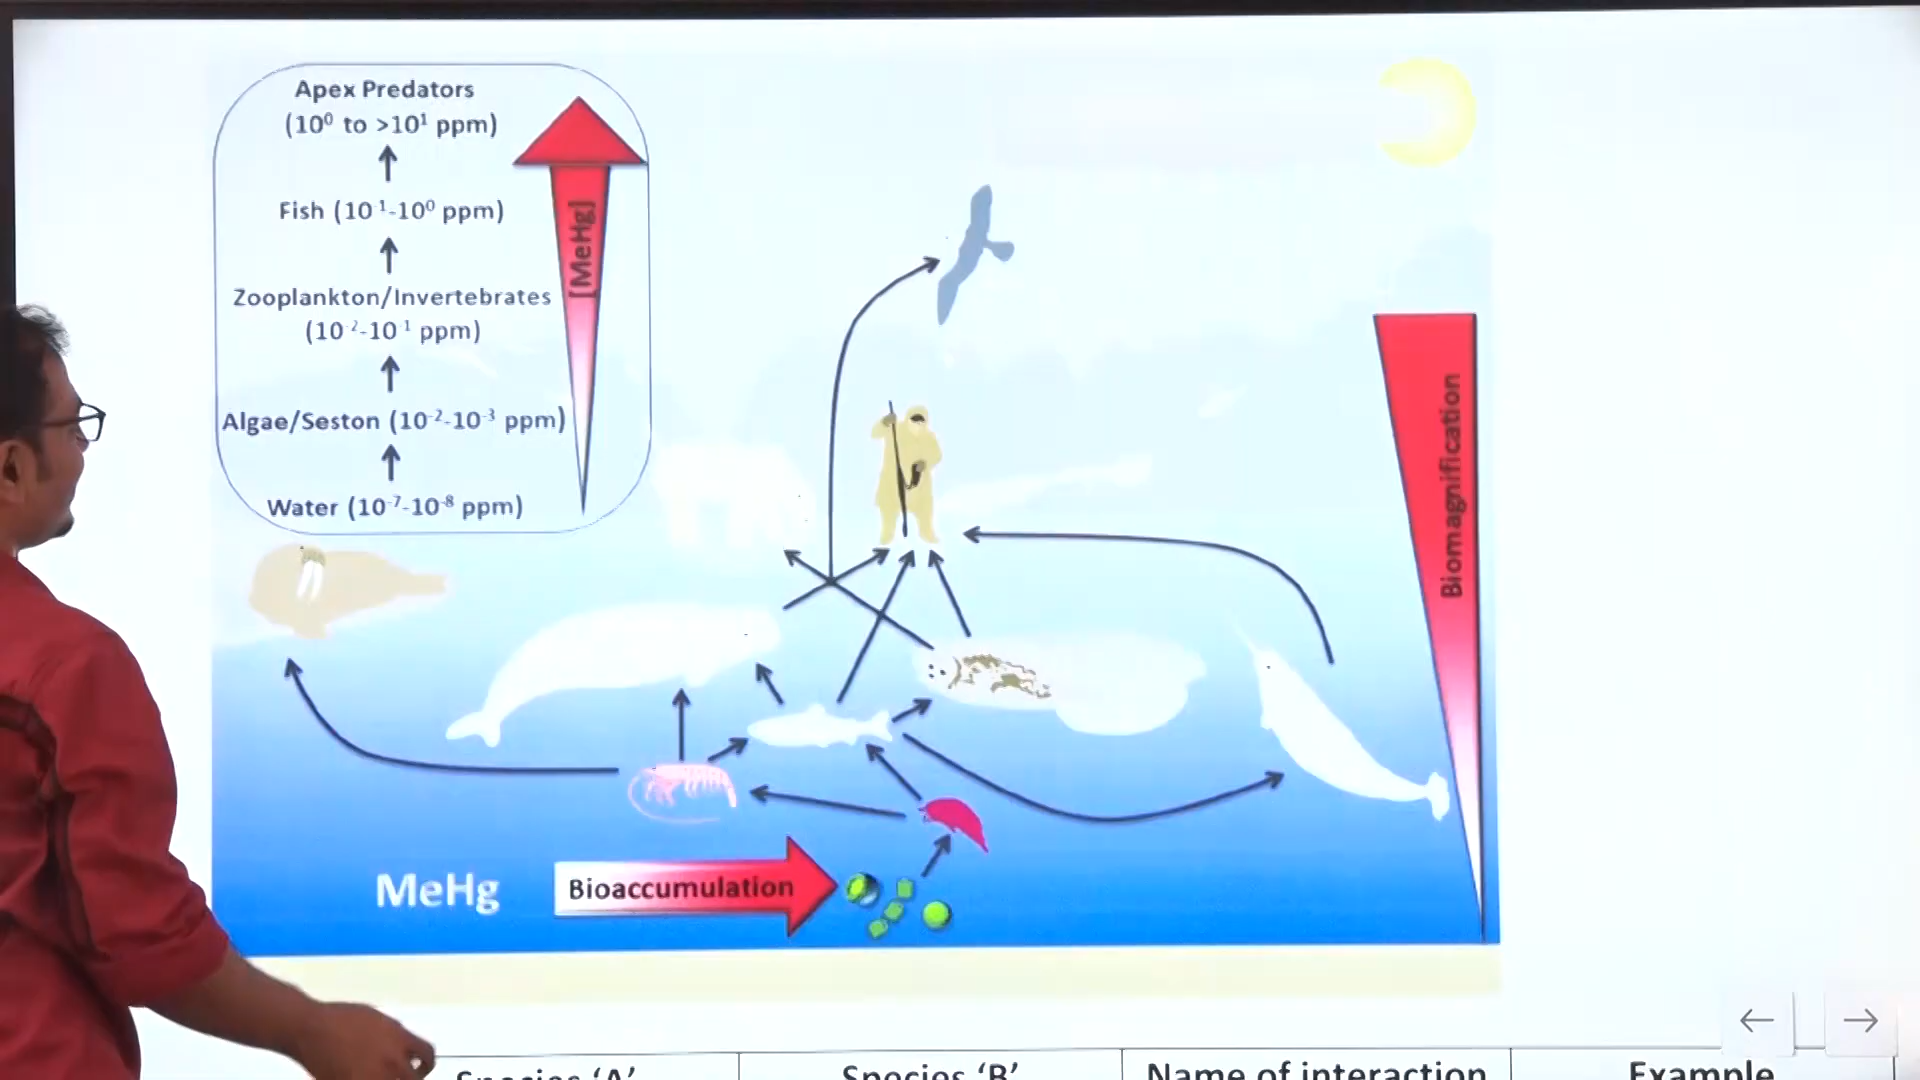 Apex Predators
(10⁰ to >10¹ ppm)
Fish (10⁻¹-10⁰ ppm)
Zooplankton/Invertebrates
(10⁻²-10⁻¹ ppm)
Algae/Seston (10⁻²-10⁻³ ppm)
Water (10⁻⁷-10⁻⁸ ppm)
[MeHg]
Biomagnification
MeHg
Bioaccumulation
Species ‘A’
Species ‘B’
Name of interaction
Example